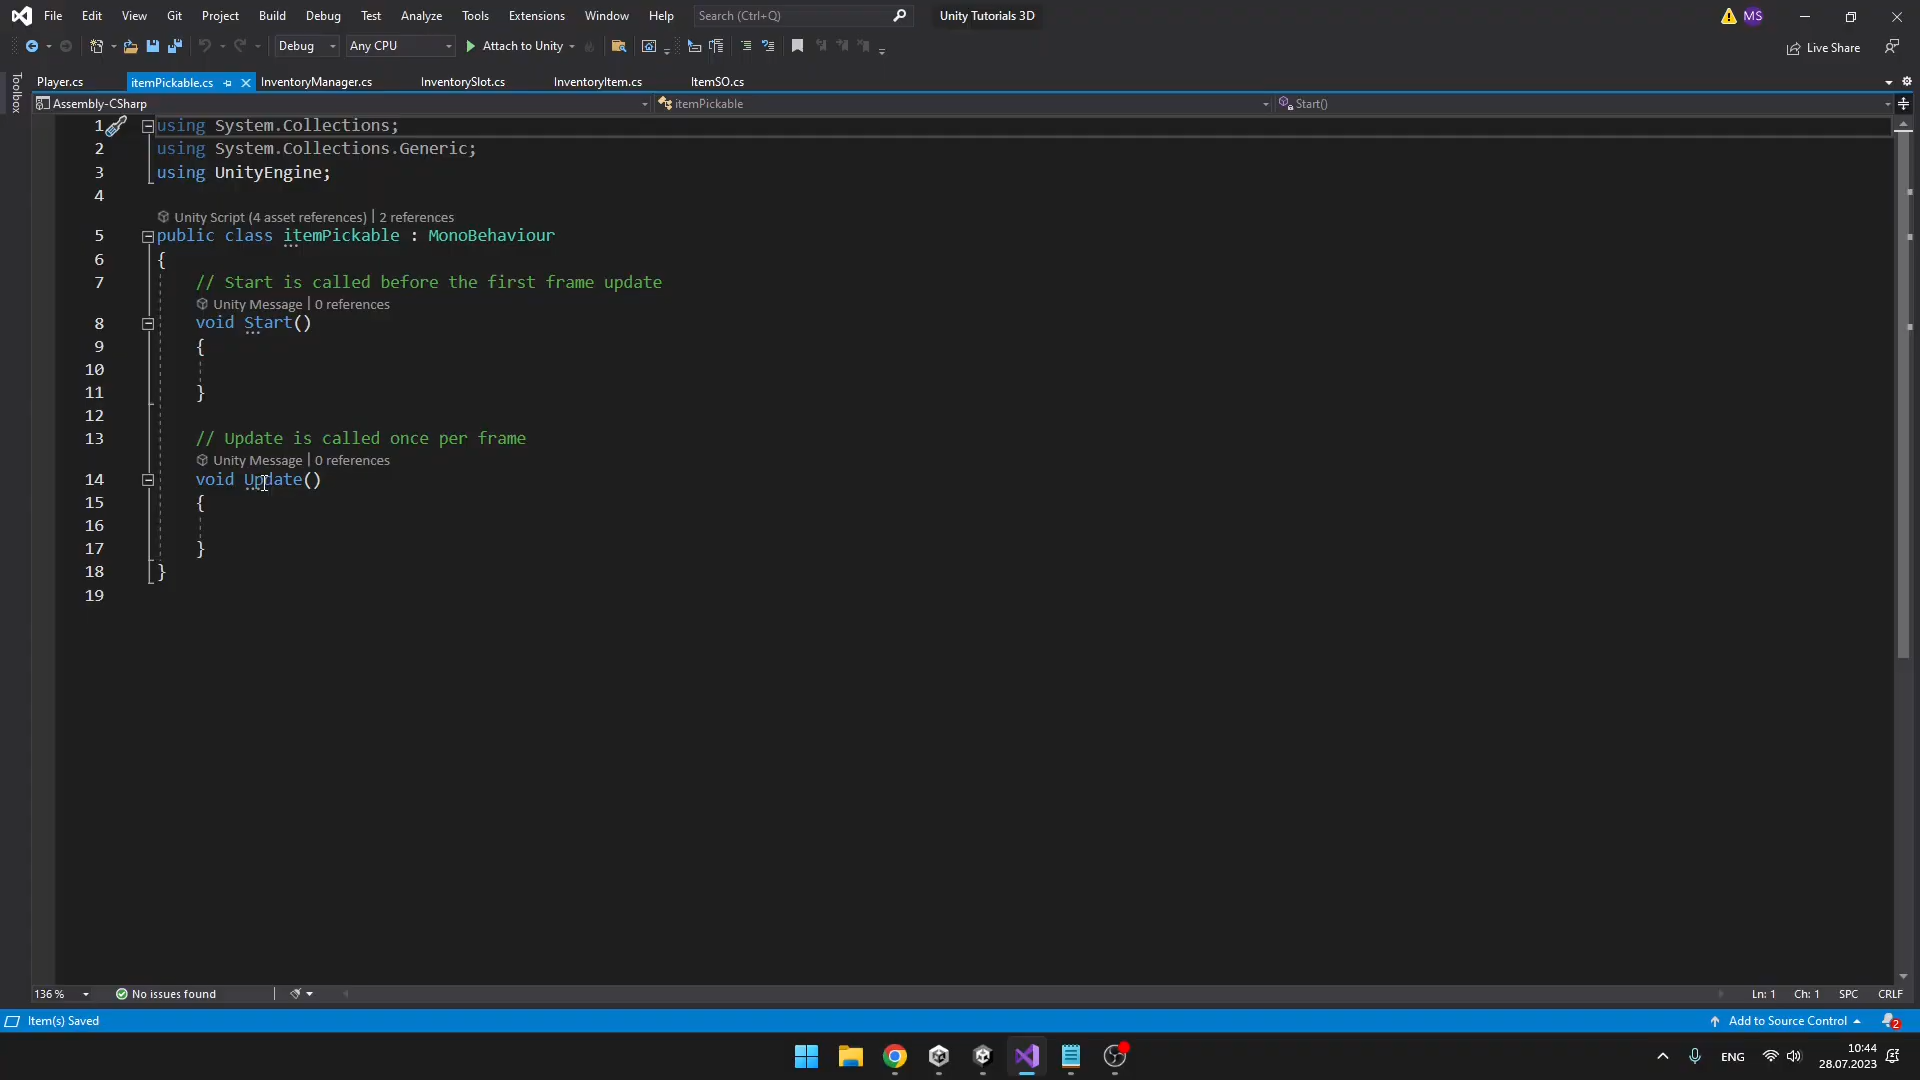 File Edit View Git Project Build Debug Test Analyze Tools Extensions Window Help Search (Ctrl+Q) Unity Tutorials 3D MS
Debug Any CPU Attach to Unity Live Share
Toolbox
Player.cs itemPickable.cs InventoryManager.cs InventorySlot.cs InventoryItem.cs ItemSO.cs
Assembly-CSharp itemPickable Start()
1 using System.Collections;
2 using System.Collections.Generic;
3 using UnityEngine;
4
Unity Script (4 asset references) | 2 references
5 public class itemPickable : MonoBehaviour
6 {
7 // Start is called before the first frame update
Unity Message | 0 references
8 void Start()
9 {
10
11 }
12
13 // Update is called once per frame
Unity Message | 0 references
14 void Update()
15 {
16
17 }
18 }
19
136 % No issues found Ln: 1 Ch: 1 SPC CRLF
Item(s) Saved Add to Source Control 2
ENG 10:44
28.07.2023